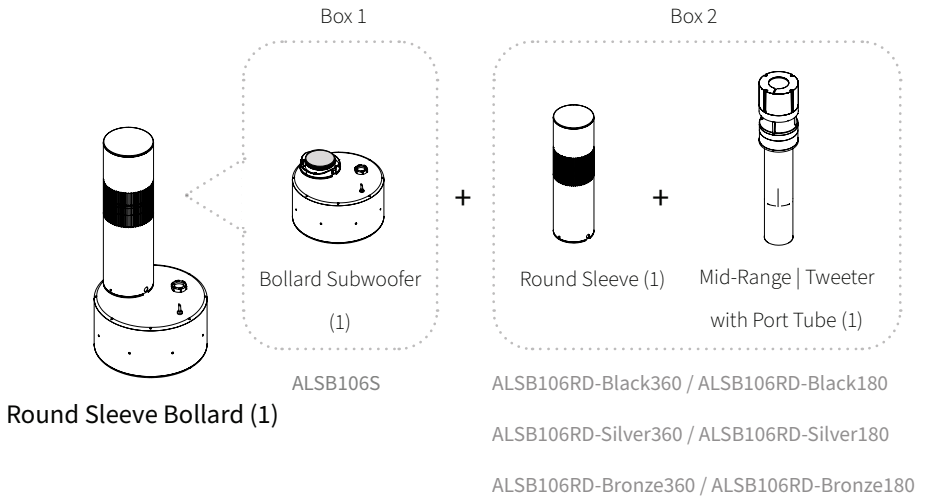 Box 1
Box 2
+
+
Bollard Subwoofer
(1)
Round Sleeve (1)
Mid-Range | Tweeter
with Port Tube (1)
ALSB106S
ALSB106RD-Black360 / ALSB106RD-Black180
Round Sleeve Bollard (1)
ALSB106RD-Silver360 / ALSB106RD-Silver180
ALSB106RD-Bronze360 / ALSB106RD-Bronze180